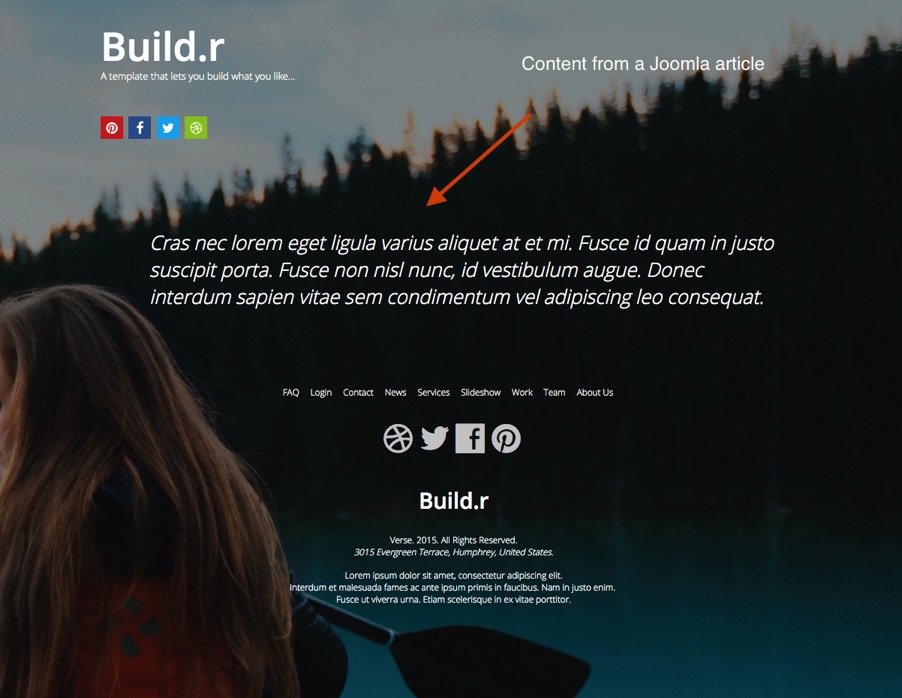 Build.r
A template that lets you build what you like...
Content from a Joomla article
Cras nec lorem eget ligula varius aliquet at et mi. Fusce id quam in justo
suscipit porta. Fusce non nisl nunc, id vestibulum augue. Donec
interdum sapien vitae sem condimentum vel adipiscing leo consequat.
FAQ Login Contact News Services Slideshow Work Team About Us
Build.r
Verse. 2015. All Rights Reserved.
3015 Evergreen Terrace, Humphrey, United States.
Lorem ipsum dolor sit amet, consectetur adipiscing elit.
Interdum et malesuada fames ac ante ipsum primis in faucibus. Nam in justo enim.
Fusce ut viverra urna. Etiam scelerisque in ex vitae porttitor.